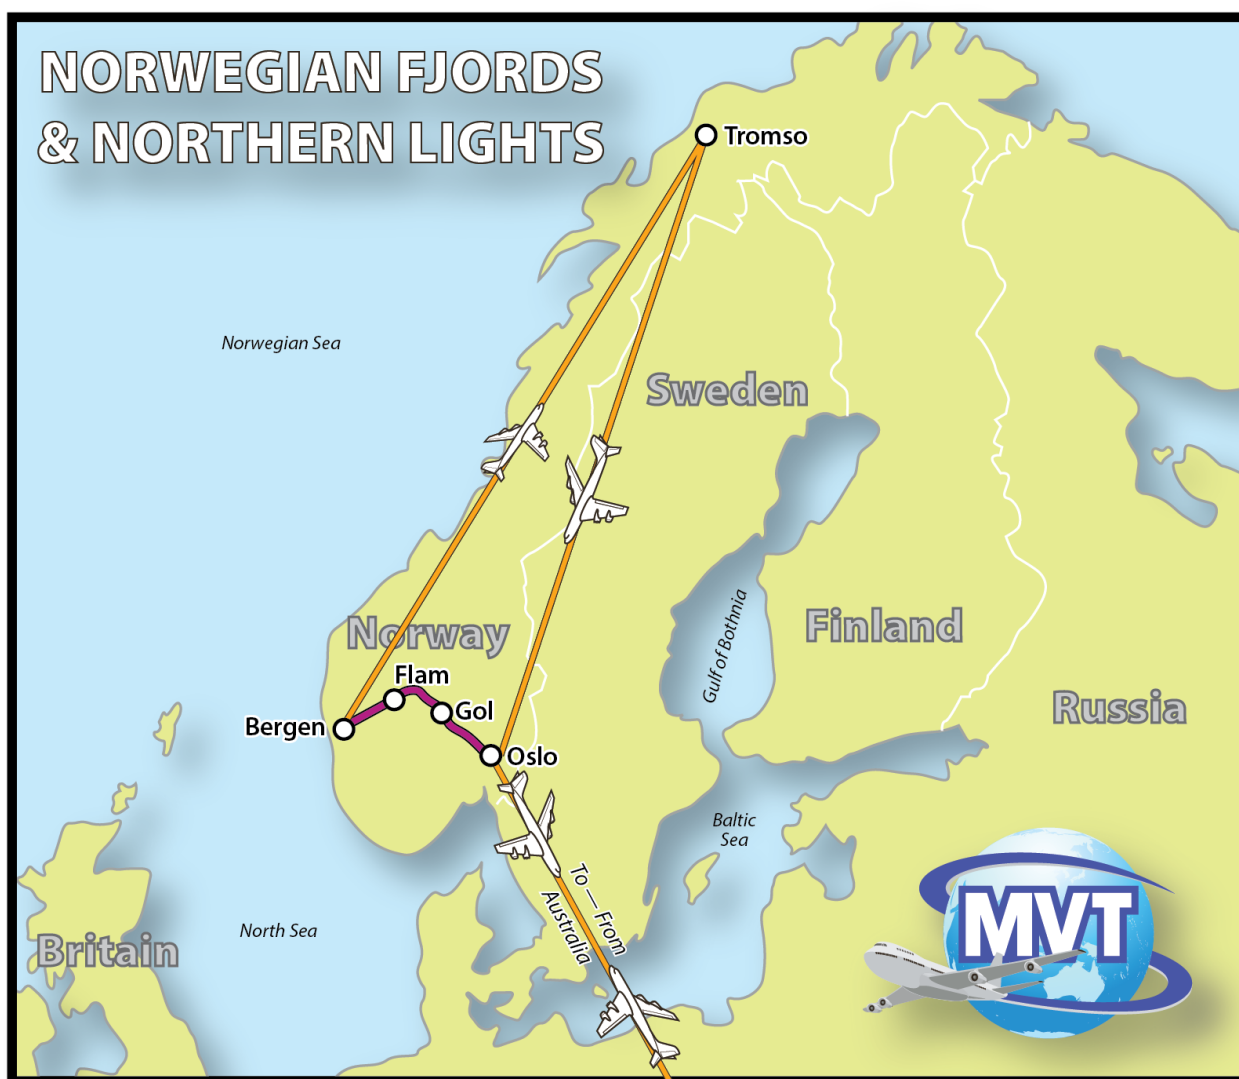 NORWEGIAN FJORDS
& NORTHERN LIGHTS
Tromso
Norwegian Sea
Sweden
Gulf of Bothnia
Norway
Finland
Flam
Russia
Gol
Bergen
Oslo
Baltic
Sea
To — From
Australia
MVT
North Sea
Britain